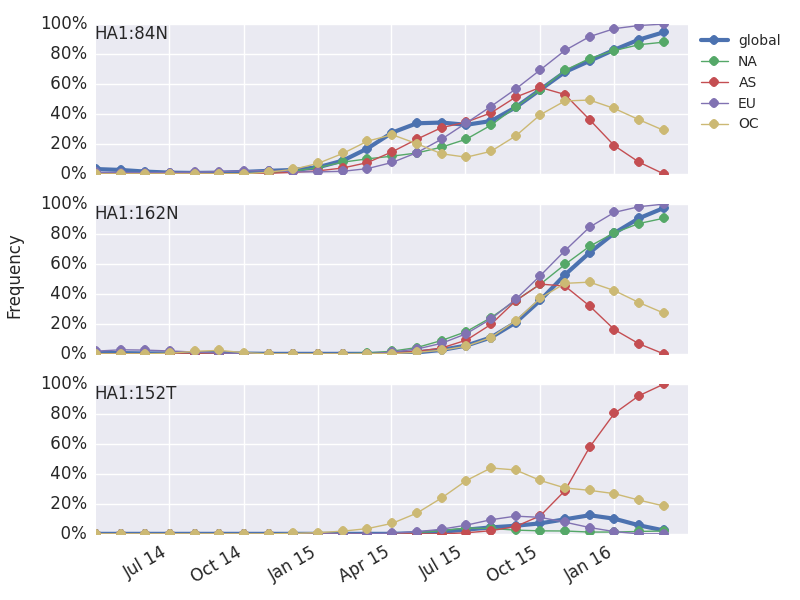 100%
HA1:84N
80%
60%
40%
20%
0%
global
NA
AS
EU
OC
100%
HA1:162N
80%
60%
40%
20%
0%
Frequency
100%
HA1:152T
80%
60%
40%
20%
0%
Jul 14
Oct 14
Jan 15
Apr 15
Jul 15
Oct 15
Jan 16